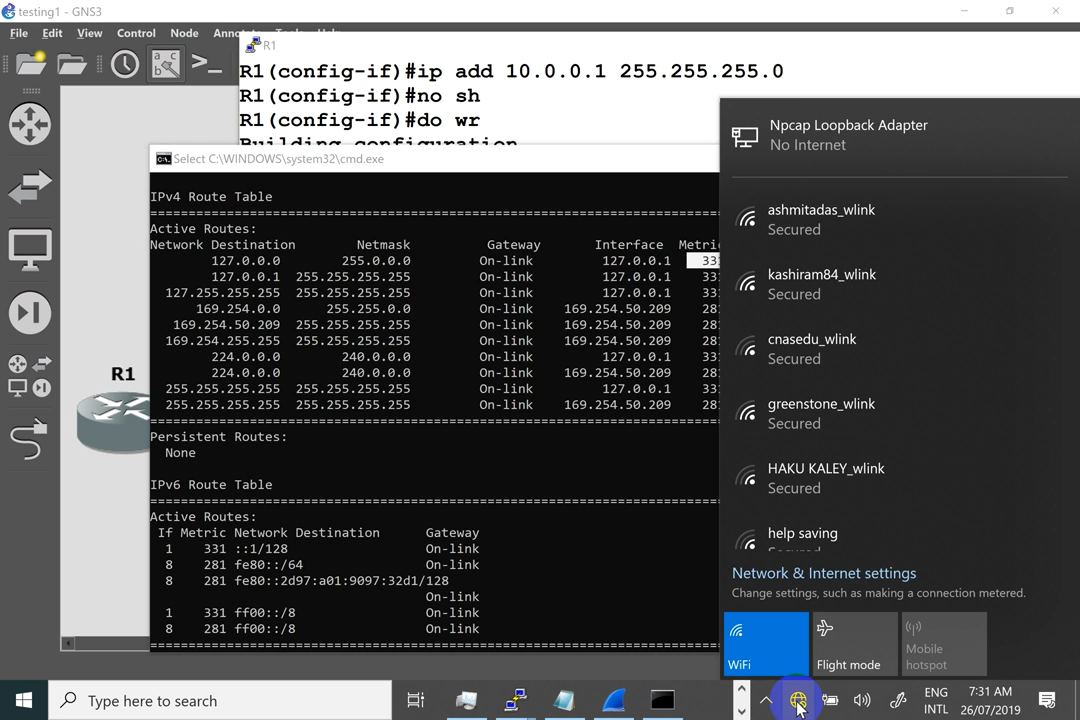 testing1 - GNS3
File Edit View Control Node
R1
R1(config-if)#ip add 10.0.0.1 255.255.255.0
R1(config-if)#no sh
R1(config-if)#do wr
Building configuration
Select C:\WINDOWS\system32\cmd.exe
IPv4 Route Table
Active Routes:
Network Destination Netmask Gateway Interface Metric
127.0.0.0 255.0.0.0 On-link 127.0.0.1 331
127.0.0.1 255.255.255.255 On-link 127.0.0.1 331
127.255.255.255 255.255.255.255 On-link 127.0.0.1 331
169.254.0.0 255.255.0.0 On-link 169.254.50.209 281
169.254.50.209 255.255.255.255 On-link 169.254.50.209 281
169.254.255.255 255.255.255.255 On-link 169.254.50.209 281
224.0.0.0 240.0.0.0 On-link 127.0.0.1 331
224.0.0.0 240.0.0.0 On-link 169.254.50.209 281
255.255.255.255 255.255.255.255 On-link 127.0.0.1 331
255.255.255.255 255.255.255.255 On-link 169.254.50.209 281
Persistent Routes:
None
IPv6 Route Table
Active Routes:
If Metric Network Destination Gateway
1 331 ::1/128 On-link
8 281 fe80::/64 On-link
8 281 fe80::2d97:a01:9097:32d1/128
On-link
1 331 ff00::/8 On-link
8 281 ff00::/8 On-link
R1
Npcap Loopback Adapter
No Internet
ashmitadas_wlink
Secured
kashiram84_wlink
Secured
cnasedu_wlink
Secured
greenstone_wlink
Secured
HAKU KALEY_wlink
Secured
help saving
Secured
Network & Internet settings
Change settings, such as making a connection metered.
WiFi
Flight mode
Mobile
hotspot
Type here to search
ENG
INTL
7:31 AM
26/07/2019